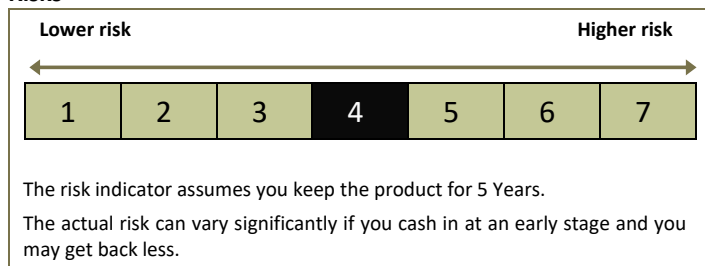 Lower risk Higher risk
1 2 3 4 5 6 7
The risk indicator assumes you keep the product for 5 Years.
The actual risk can vary significantly if you cash in at an early stage and you
may get back less.